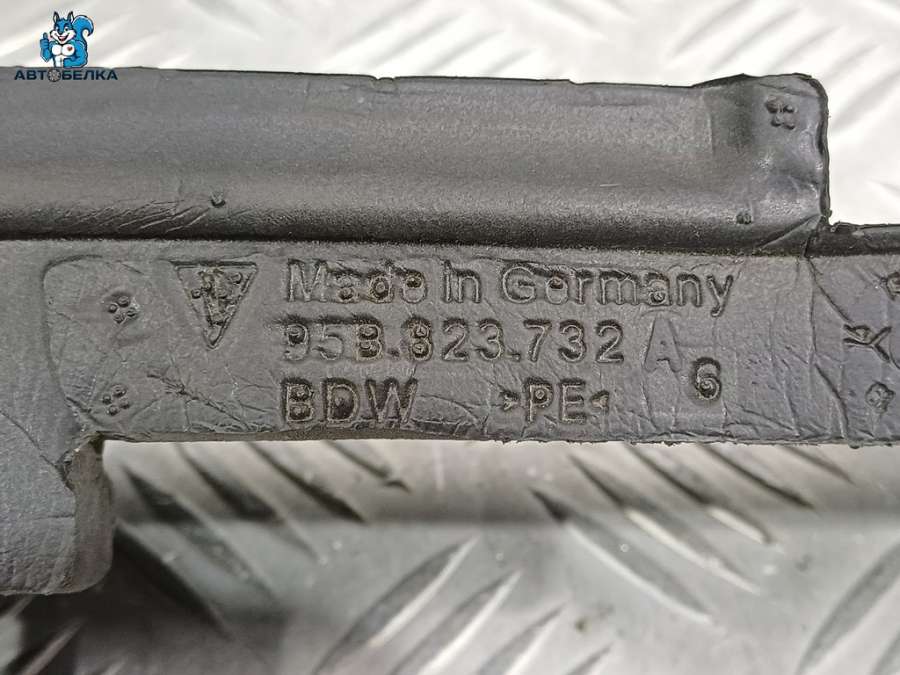 АВТОБЕЛКА
Made in Germany
95B.823.732 A
6
BDW >PE<